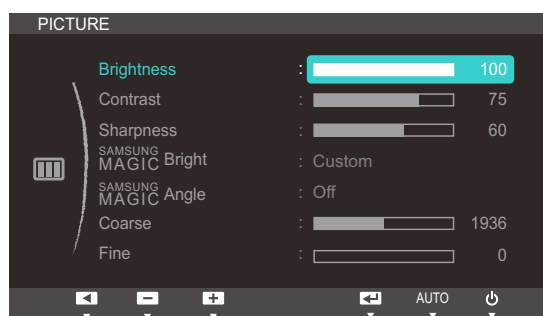 PICTURE
Brightness : 100
Contrast : 75
Sharpness : 60
SAMSUNG MAGIC Bright : Custom
SAMSUNG MAGIC Angle : Off
Coarse : 1936
Fine : 0
AUTO